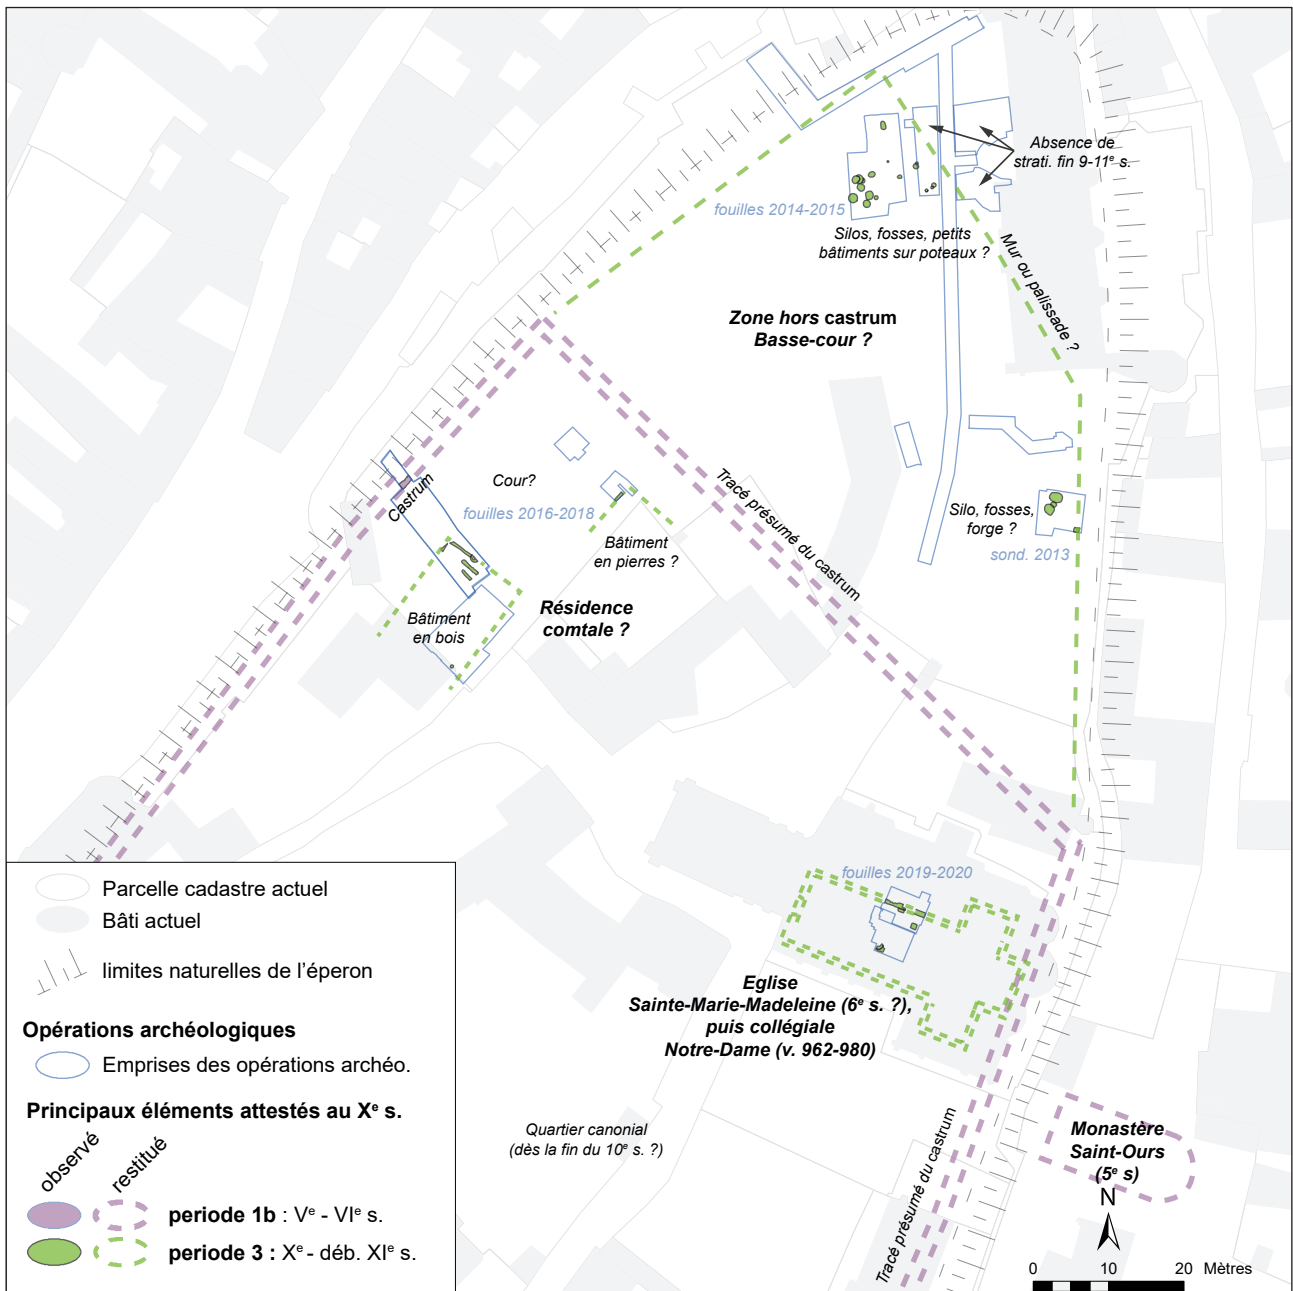 Absence de
strati. fin 9-11e s.
fouilles 2014-2015
Silos, fosses, petits
bâtiments sur poteaux ?
Mur ou palissade ?
Zone hors castrum
Basse-cour ?
Castrum
Cour?
fouilles 2016-2018
Tracé présumé du castrum
Silo, fosses,
forge ?
sond. 2013
Bâtiment
en pierres ?
Résidence
comtale ?
Bâtiment
en bois
fouilles 2019-2020
Eglise
Sainte-Marie-Madeleine (6e s. ?),
puis collégiale
Notre-Dame (v. 962-980)
Quartier canonial
(dès la fin du 10e s. ?)
Tracé présumé du castrum
Monastère
Saint-Ours
(5e s)
N
0 10 20 Mètres
Parcelle cadastre actuel
Bâti actuel
limites naturelles de l'éperon
Opérations archéologiques
Emprises des opérations archéo.
Principaux éléments attestés au Xe s.
observé
restitué
periode 1b : Ve - VIe s.
periode 3 : Xe - déb. XIe s.